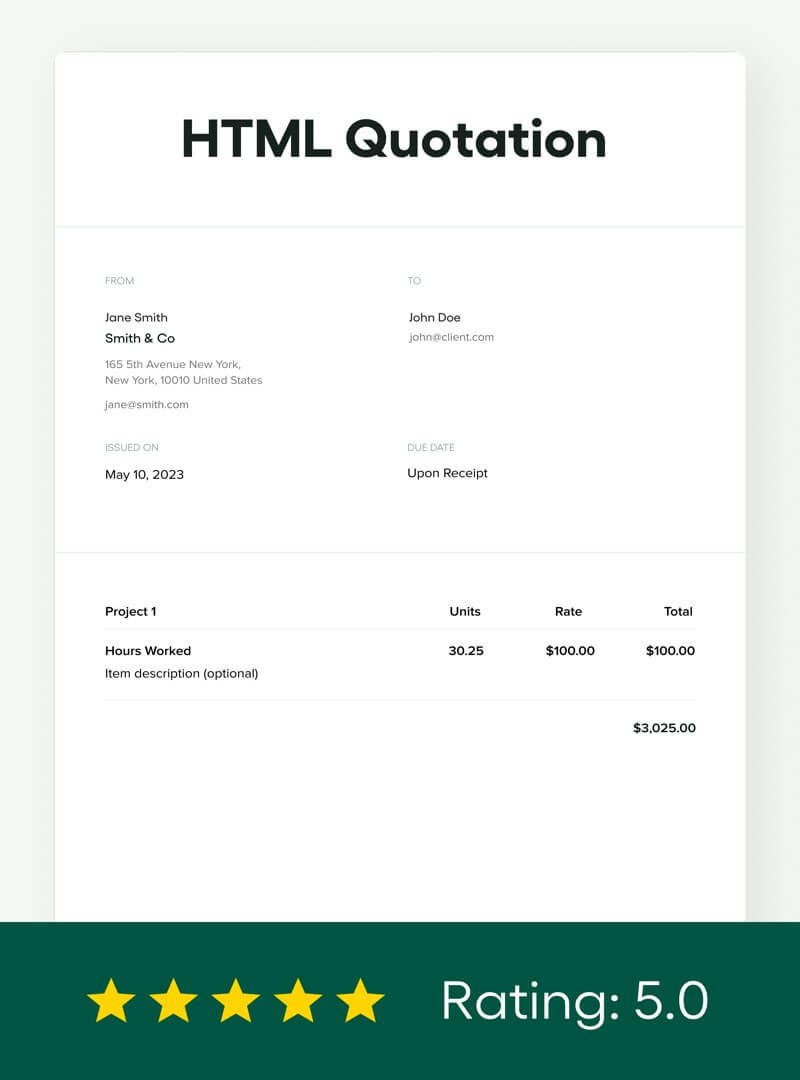 HTML Quotation
FROM
TO
Jane Smith
John Doe
Smith & Co
john@client.com
165 5th Avenue New York,
New York, 10010 United States
jane@smith.com
ISSUED ON
DUE DATE
May 10, 2023
Upon Receipt
Project 1 Units Rate Total
Hours Worked 30.25 $100.00 $100.00
Item description (optional)
$3,025.00
Rating: 5.0